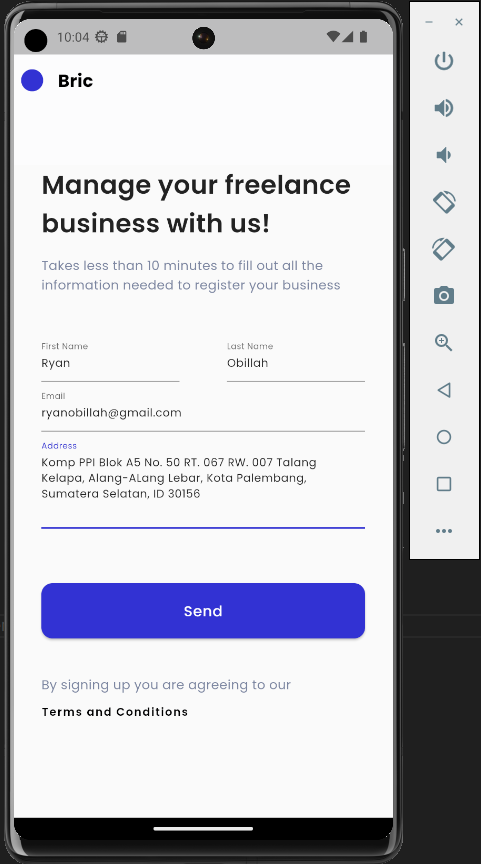 10:04
Bric
Manage your freelance
business with us!
Takes less than 10 minutes to fill out all the
information needed to register your business
First Name
Last Name
Ryan
Obillah
Email
ryanobillah@gmail.com
Address
Komp PPI Blok A5 No. 50 RT. 067 RW. 007 Talang
Kelapa, Alang-ALang Lebar, Kota Palembang,
Sumatera Selatan, ID 30156
Send
By signing up you are agreeing to our
Terms and Conditions